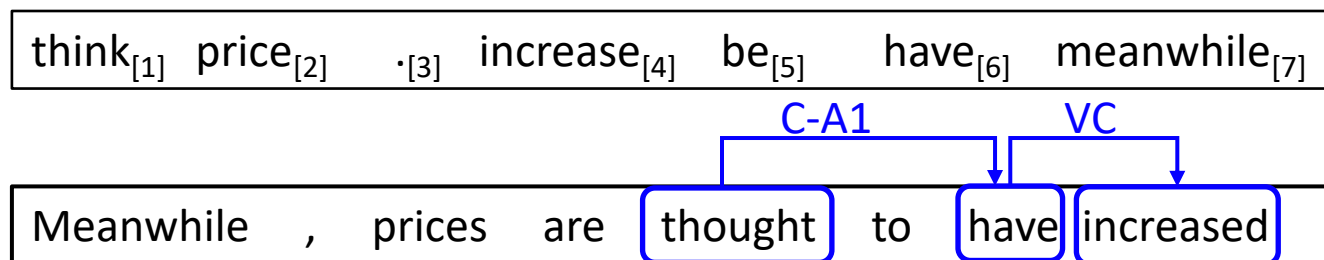 think[1] price[2] .[3] increase[4] be[5] have[6] meanwhile[7]
C-A1 VC
Meanwhile , prices are thought to have increased